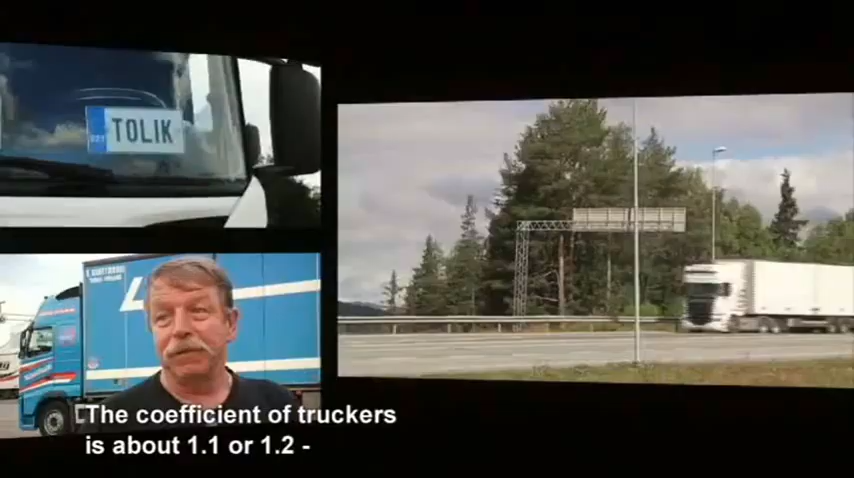 TOLIK
The coefficient of truckers
is about 1.1 or 1.2 -